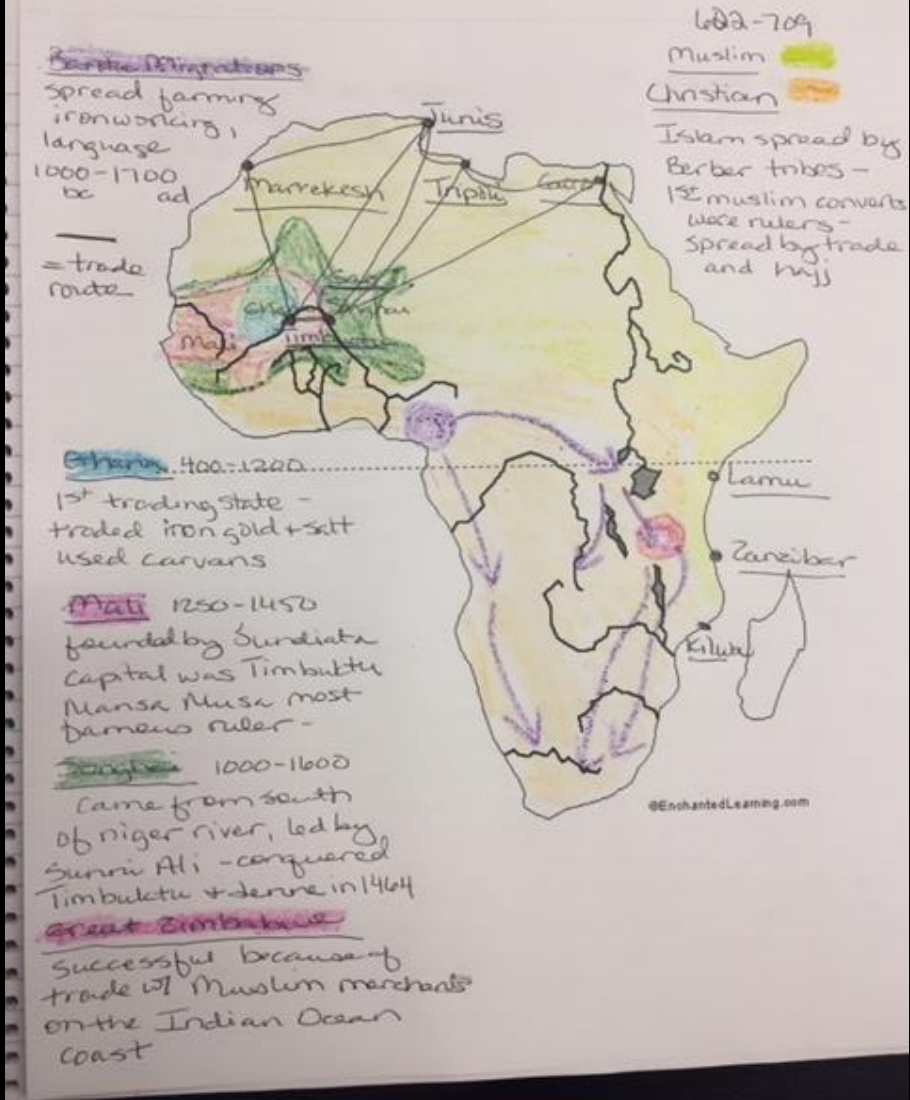 Bantu Migrations
spread farming
ironworking,
language
1000-1700
bc ad
= trade
route
622-709
Muslim
Christian
Islam spread by
Berber tribes -
1st muslim converts
were rulers -
spread by trade
and hajj
Tunis
Marrekesh
Tripoli
Cairo
Gao
Ghana
Songhai
Mali
Timbuktu
Lamu
Zanzibar
Kilwa
©EnchantedLearning.com
Ghana 400-1200
1st trading state -
traded iron gold + salt
used carvans
Mali 1250-1450
founded by Sundiata
capital was Timbuktu
Mansa Musa most
famous ruler -
Songhai 1000-1600
came from south
of niger river, led by
Sunni Ali - conquered
Timbuktu + Jenne in 1464
Great Zimbabwe
successful because of
trade w/ Muslim merchants
on the Indian Ocean
coast